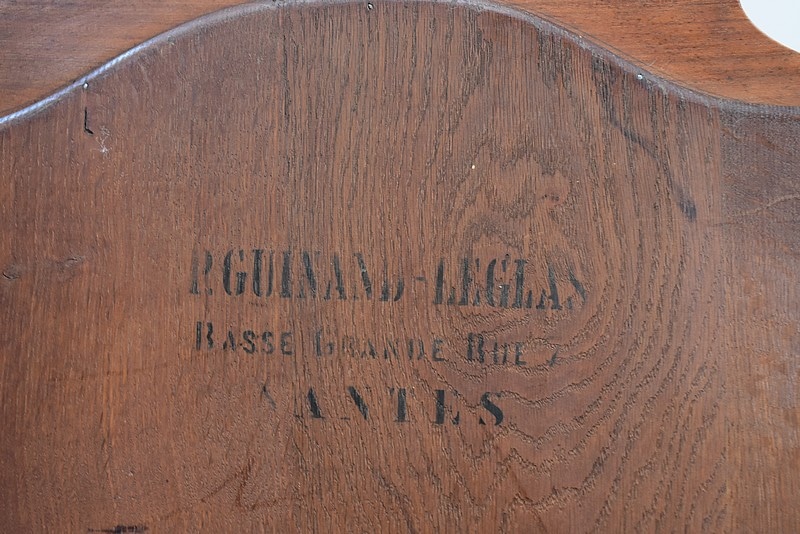 P. GUINAND-LEGLAS
BASSE GRANDE RUE
NANTES